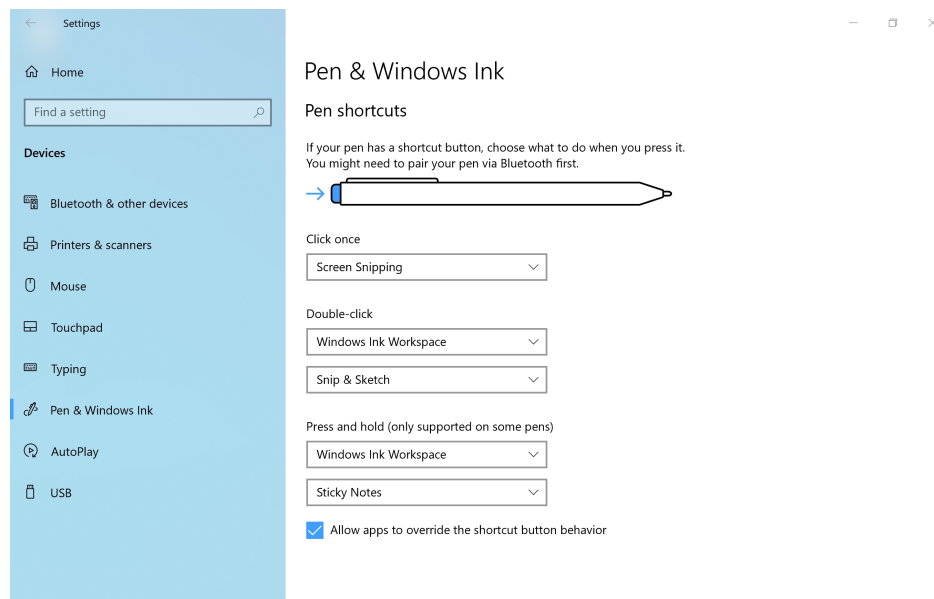 Settings
Home
Find a setting
Devices
Bluetooth & other devices
Printers & scanners
Mouse
Touchpad
Typing
Pen & Windows Ink
AutoPlay
USB
Pen & Windows Ink
Pen shortcuts
If your pen has a shortcut button, choose what to do when you press it.
You might need to pair your pen via Bluetooth first.
Click once
Screen Snipping
Double-click
Windows Ink Workspace
Snip & Sketch
Press and hold (only supported on some pens)
Windows Ink Workspace
Sticky Notes
Allow apps to override the shortcut button behavior